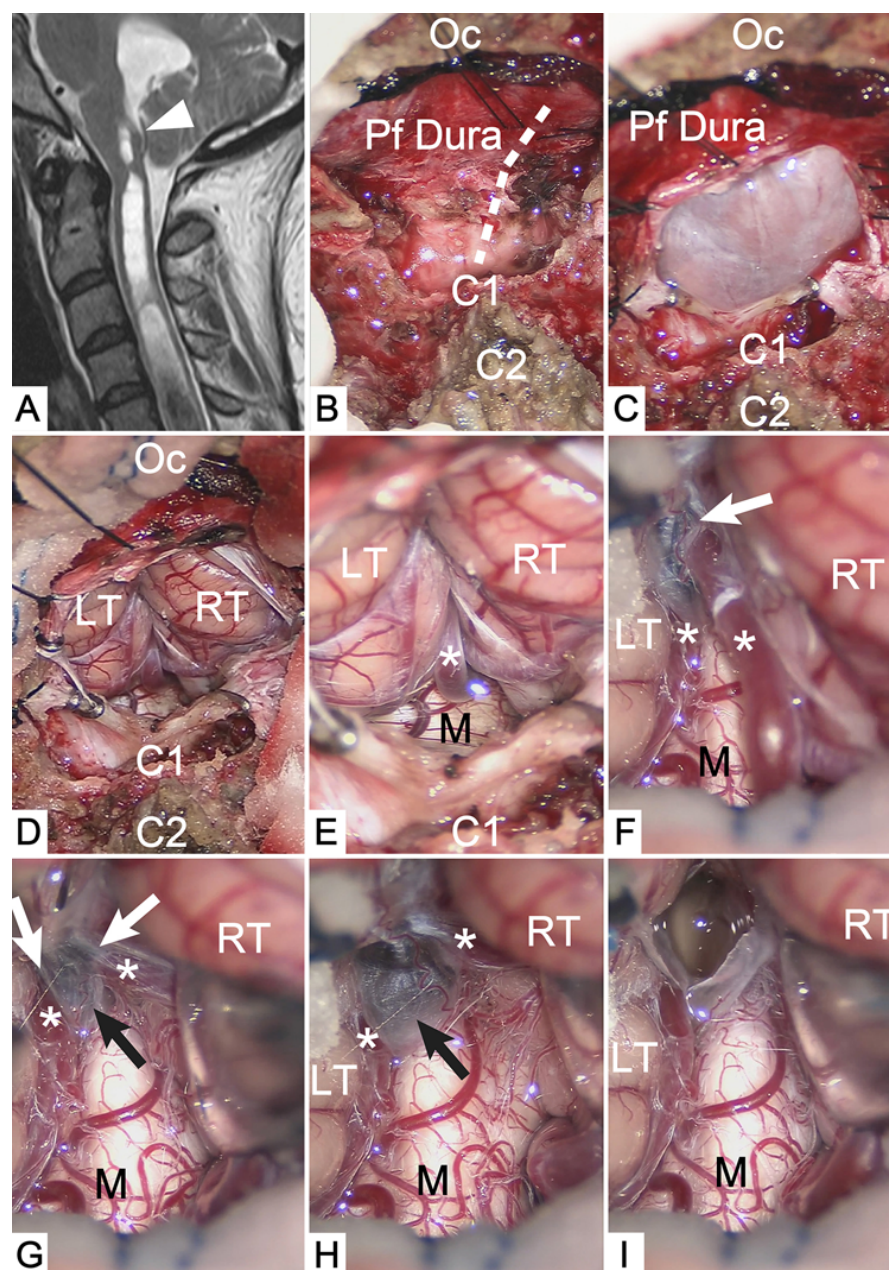 A
Oc
Pf Dura
C1
C2
B
Oc
Pf Dura
C1
C2
C
Oc
LT
RT
C1
C2
D
LT
RT
*
M
C1
E
RT
LT
*
*
M
F
RT
*
*
M
G
RT
*
*
LT
M
H
RT
LT
M
I